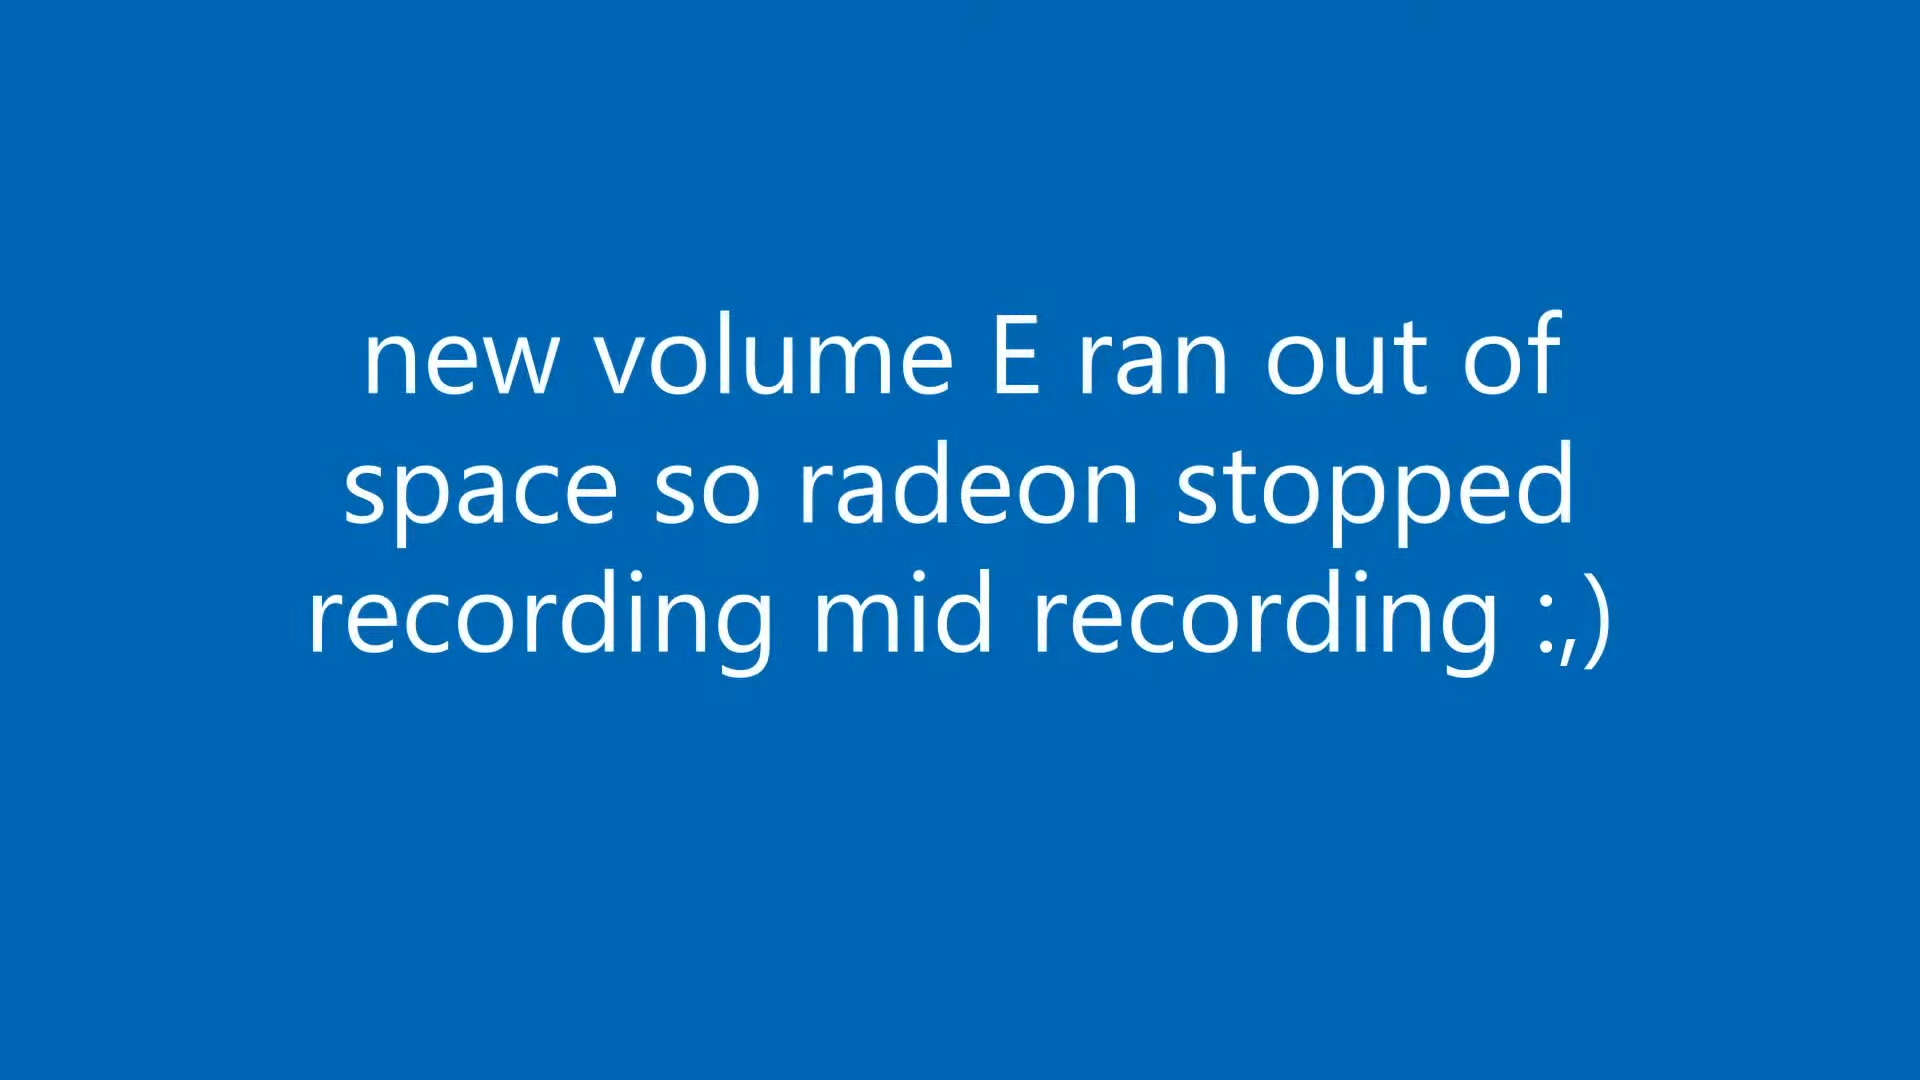 new volume E ran out of
space so radeon stopped
recording mid recording :,)